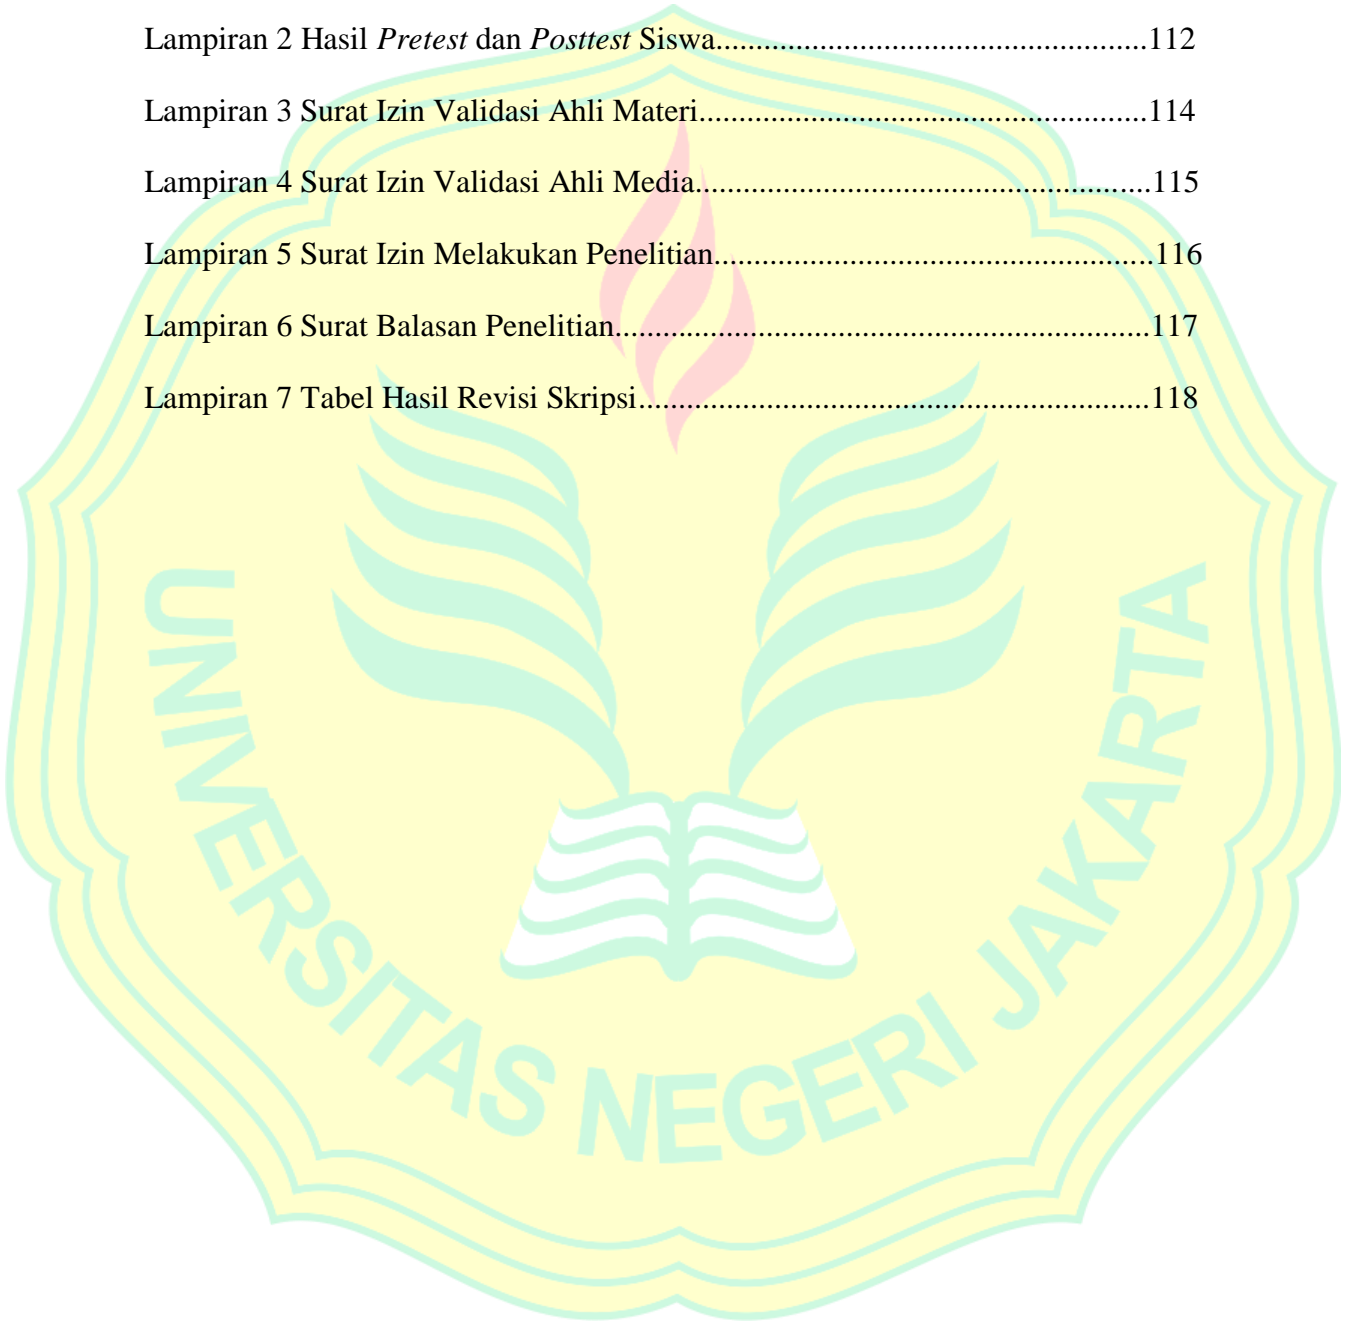 Lampiran 2 Hasil Pretest dan Posttest Siswa......................................................112
Lampiran 3 Surat Izin Validasi Ahli Materi........................................................114
Lampiran 4 Surat Izin Validasi Ahli Media.........................................................115
Lampiran 5 Surat Izin Melakukan Penelitian.......................................................116
Lampiran 6 Surat Balasan Penelitian...................................................................117
Lampiran 7 Tabel Hasil Revisi Skripsi................................................................118
UNIVERSITAS NEGERI JAKARTA